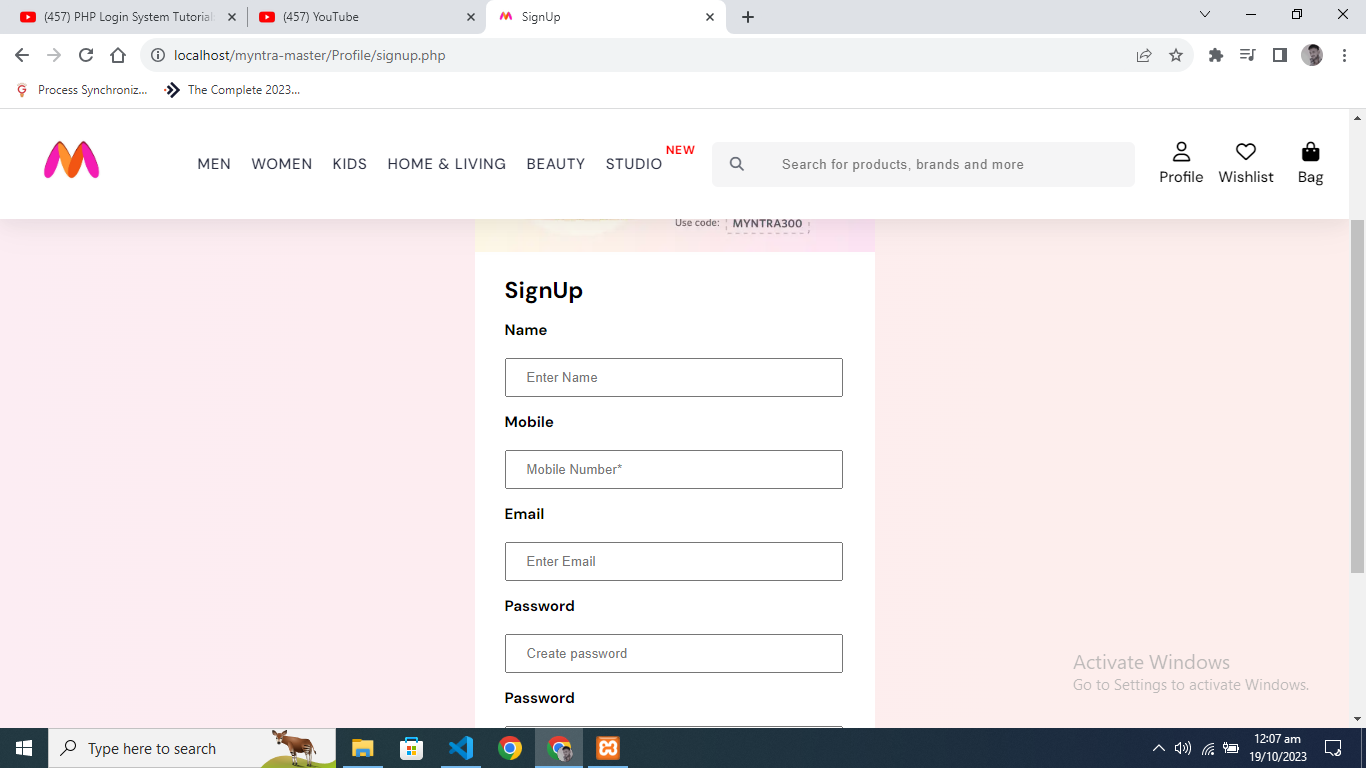 (457) PHP Login System Tutorial
(457) YouTube
SignUp
localhost/myntra-master/Profile/signup.php
Process Synchroniz...
The Complete 2023...
MEN
WOMEN
KIDS
HOME & LIVING
BEAUTY
STUDIO
NEW
Search for products, brands and more
Profile
Wishlist
Bag
Use code: MYNTRA300
SignUp
Name
Enter Name
Mobile
Mobile Number*
Email
Enter Email
Password
Create password
Password
Activate Windows
Go to Settings to activate Windows.
Type here to search
12:07 am
19/10/2023